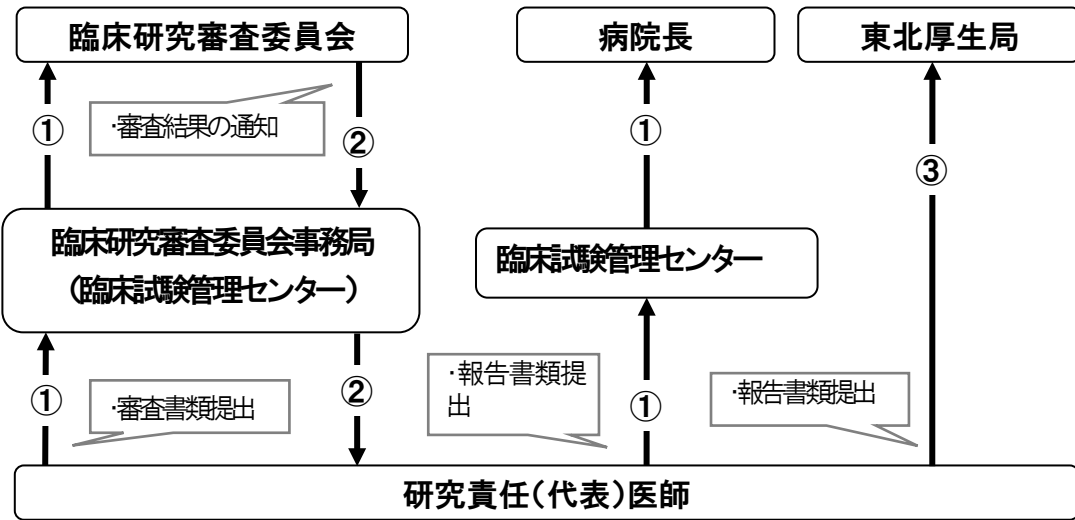 臨床研究審査委員会
病院長
東北厚生局
①
・審査結果の通知
②
①
③
臨床研究審査委員会事務局
(臨床試験管理センター)
臨床試験管理センター
①
・審査書類提出
②
・報告書類提
出
①
・報告書類提出
研究責任(代表)医師